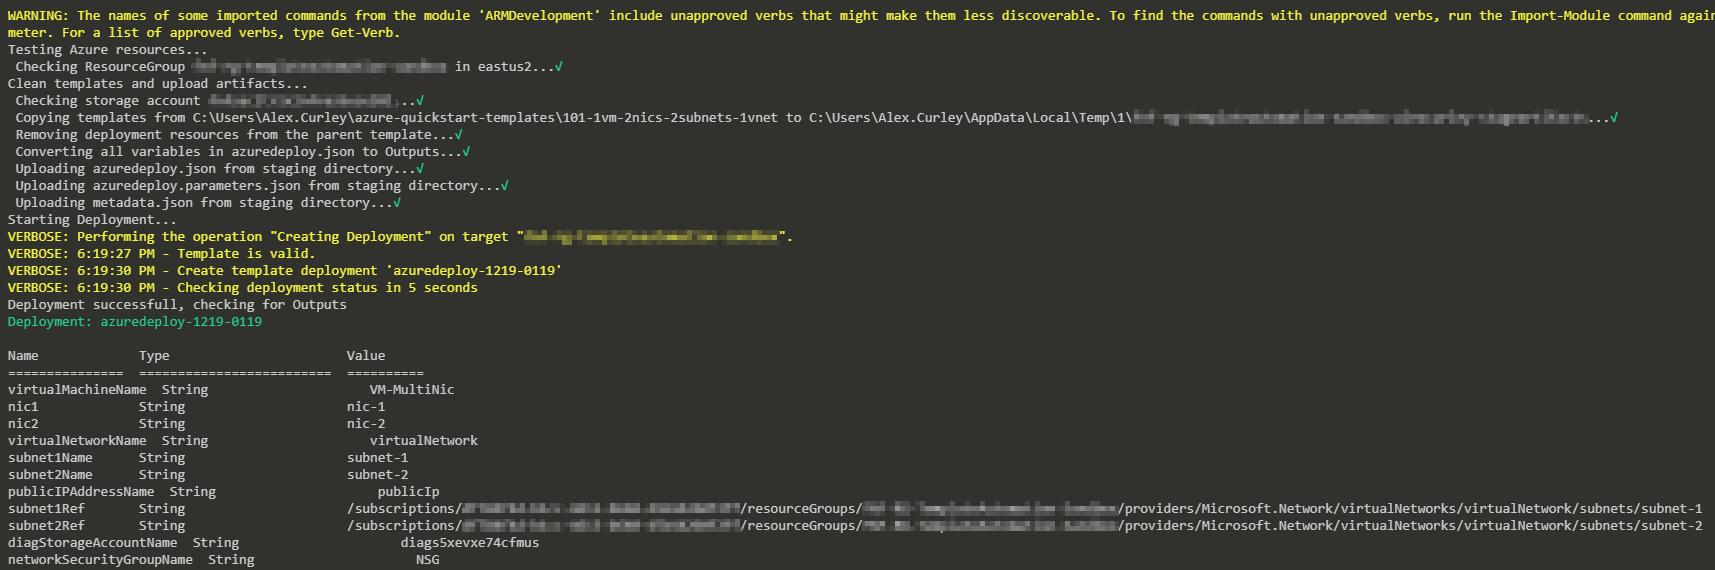 WARNING: The names of some imported commands from the module 'ARMDevelopment' include unapproved verbs that might make them less discoverable. To find the commands with unapproved verbs, run the Import-Module command again
meter. For a list of approved verbs, type Get-Verb.
Testing Azure resources...
Checking ResourceGroup in eastus2...√
Clean templates and upload artifacts...
Checking storage account ...√
Copying templates from C:\Users\Alex.Curley\azure-quickstart-templates\101-1vm-2nics-2subnets-1vnet to C:\Users\Alex.Curley\AppData\Local\Temp\1\...√
Removing deployment resources from the parent template...√
Converting all variables in azuredeploy.json to Outputs...√
Uploading azuredeploy.json from staging directory...√
Uploading azuredeploy.parameters.json from staging directory...√
Uploading metadata.json from staging directory...√
Starting Deployment...
VERBOSE: Performing the operation "Creating Deployment" on target "".
VERBOSE: 6:19:27 PM - Template is valid.
VERBOSE: 6:19:30 PM - Create template deployment 'azuredeploy-1219-0119'
VERBOSE: 6:19:30 PM - Checking deployment status in 5 seconds
Deployment successfull, checking for Outputs
Deployment: azuredeploy-1219-0119
Name Type Value
=============== ========================= ==========
virtualMachineName String VM-MultiNic
nic1 String nic-1
nic2 String nic-2
virtualNetworkName String virtualNetwork
subnet1Name String subnet-1
subnet2Name String subnet-2
publicIPAddressName String publicIp
subnet1Ref String /subscriptions//resourceGroups//providers/Microsoft.Network/virtualNetworks/virtualNetwork/subnets/subnet-1
subnet2Ref String /subscriptions//resourceGroups//providers/Microsoft.Network/virtualNetworks/virtualNetwork/subnets/subnet-2
diagStorageAccountName String diags5xevxe74cfmus
networkSecurityGroupName String NSG